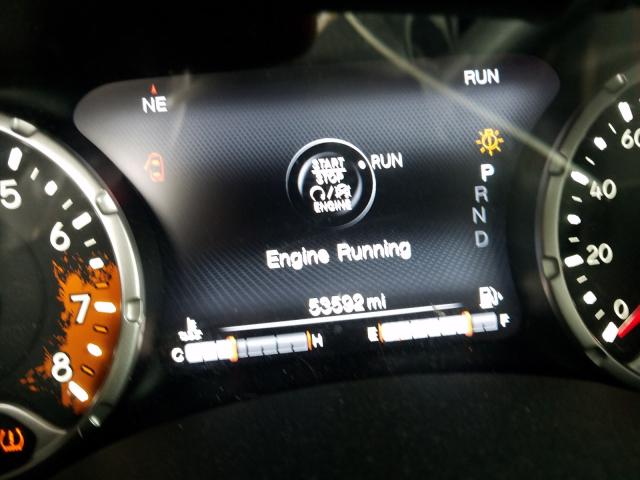 RUN
NE
START
STOP
RUN
ENGINE
P
R
N
D
Engine Running
53592 mi
C H
E F
5
6
7
8
60
40
20
0